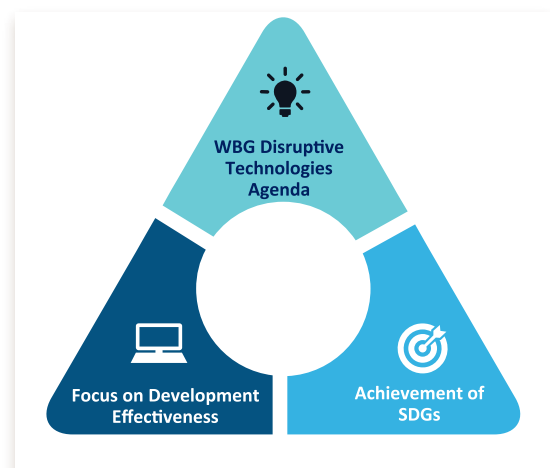 WBG Disruptive
Technologies
Agenda
Focus on Development
Effectiveness
Achievement of
SDGs